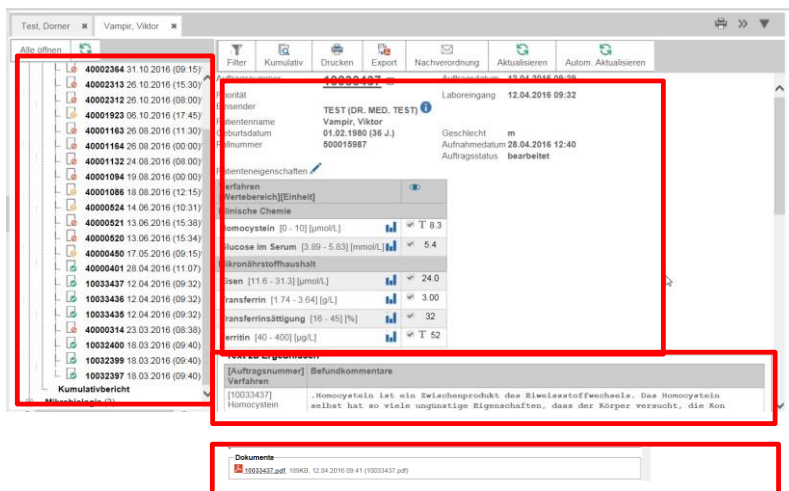 Test, Dorner
Vampir, Viktor
Alle öffnen
Filter
Kumulativ
Drucken
Export
Nachverordnung
Aktualisieren
Autom. Aktualisieren
40002364 31.10.2016 (09:15)
40002313 26.10.2016 (15:30)
40002312 26.10.2016 (08:00)
40001923 06.10.2016 (17:45)
40001163 26.08.2016 (11:30)
40001164 26.08.2016 (00:00)
40001132 24.08.2016 (08:00)
40001094 19.08.2016 (00:00)
40001086 18.08.2016 (12:15)
40000524 14.06.2016 (10:31)
40000521 13.06.2016 (15:38)
40000520 13.06.2016 (15:34)
40000450 17.05.2016 (09:15)
40000401 28.04.2016 (11:07)
10033437 12.04.2016 (09:32)
10033436 12.04.2016 (09:32)
10033435 12.04.2016 (09:32)
40000314 23.03.2016 (08:38)
10032400 18.03.2016 (09:40)
10032399 18.03.2016 (09:40)
10032397 18.03.2016 (09:40)
Kumulativbericht
Mikrobiologie (2)
Auftragsnummer 10033437 Auftragsdatum 12.04.2016 09:28
Priorität Laboreingang 12.04.2016 09:32
Einsender TEST (DR. MED. TEST)
Patientenname Vampir, Viktor
Geburtsdatum 01.02.1980 (36 J.) Geschlecht m
Fallnummer 500015987 Aufnahmedatum 28.04.2016 12:40
Auftragsstatus bearbeitet
Patienteneigenschaften
Verfahren
[Wertebereich][Einheit]
Klinische Chemie
Homocystein [0 - 10] [µmol/L] T 8.3
Glucose im Serum [3.89 - 5.83] [mmol/L] 5.4
Mikronährstoffhaushalt
Eisen [11.6 - 31.3] [µmol/L] 24.0
Transferrin [1.74 - 3.64] [g/L] 3.00
Transferrinsättigung [16 - 45] [%] 32
Ferritin [40 - 400] [µg/L] T 52
Text zu Ergebnissen
[Auftragsnummer] Befundkommentare
Verfahren
[10033437] .Homocystein ist ein Zwischenprodukt des Eiweissstoffwechsels. Das Homocystein
Homocystein selbst hat so viele ungünstige Eigenschaften, dass der Körper versucht, die Kon
Dokumente
10033437.pdf, 169KB, 12.04.2016 09:41 (10033437.pdf)